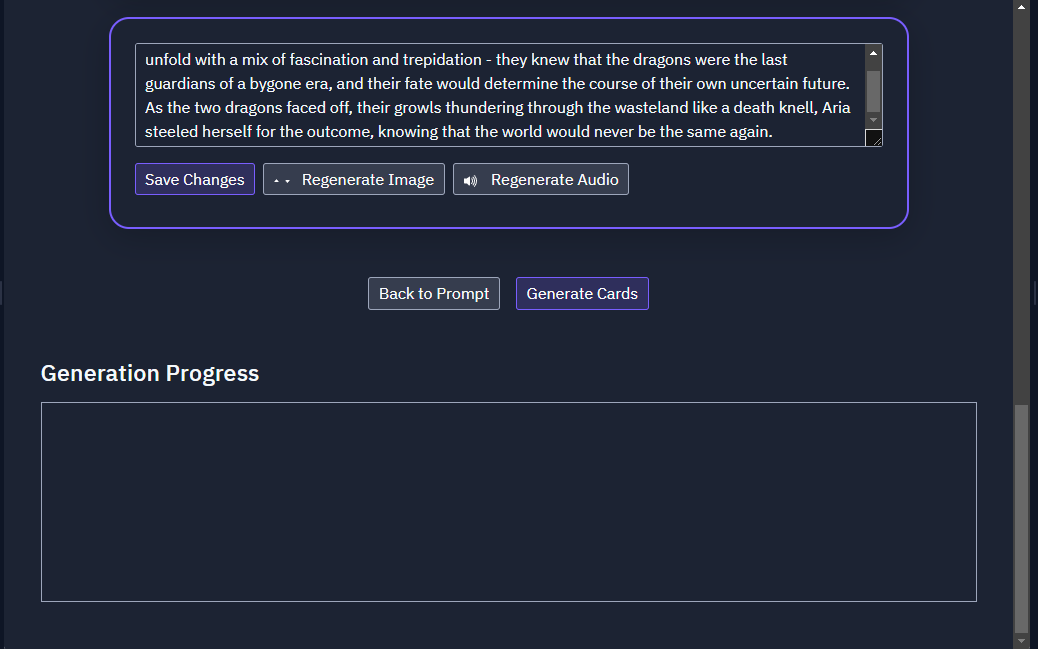 unfold with a mix of fascination and trepidation - they knew that the dragons were the last
guardians of a bygone era, and their fate would determine the course of their own uncertain future.
As the two dragons faced off, their growls thundering through the wasteland like a death knell, Aria
steeled herself for the outcome, knowing that the world would never be the same again.
Save Changes Regenerate Image Regenerate Audio
Back to Prompt Generate Cards
Generation Progress